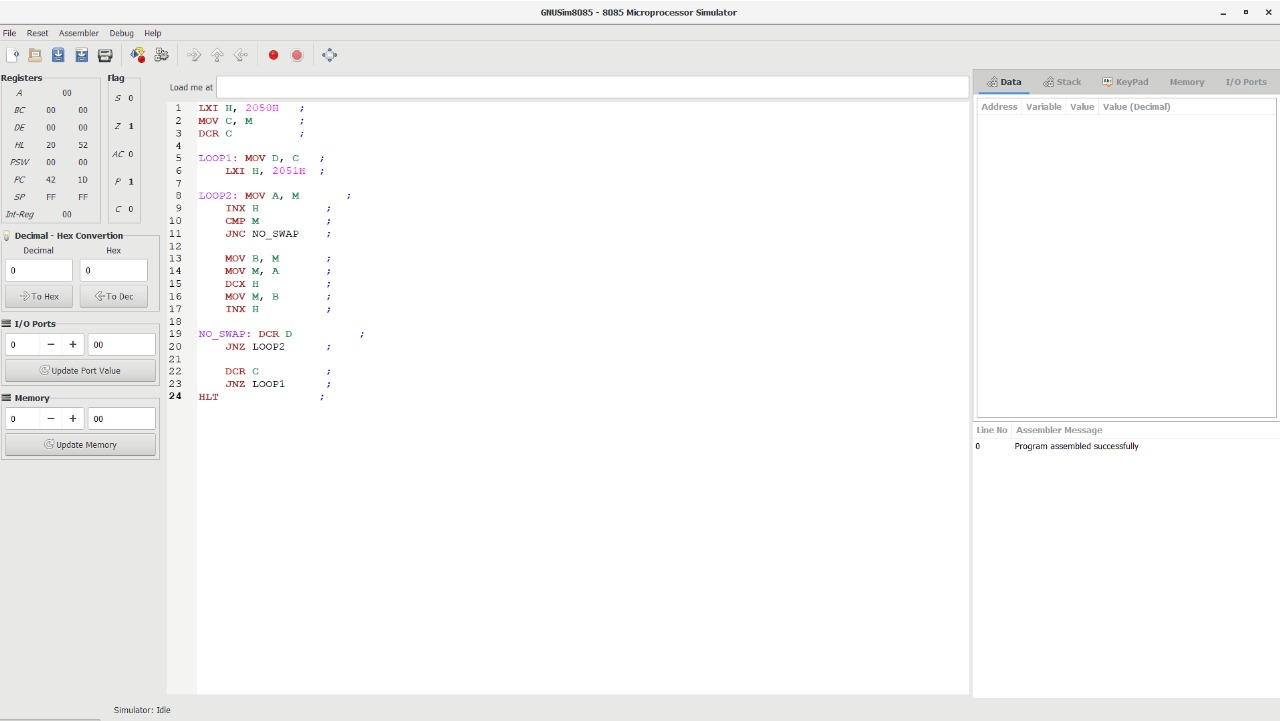 GNUSim8085 - 8085 Microprocessor Simulator
File Reset Assembler Debug Help
Registers
A 00
BC 00 00
DE 00 00
HL 20 52
PSW 00 00
PC 42 1D
SP FF FF
Int-Reg 00
Flag
S 0
Z 1
AC 0
P 1
C 0
Decimal - Hex Convertion
Decimal Hex
0 0
To Hex To Dec
I/O Ports
0 − + 00
Update Port Value
Memory
0 − + 00
Update Memory
Load me at
1 LXI H, 2050H ;
2 MOV C, M ;
3 DCR C ;
4
5 LOOP1: MOV D, C ;
6 LXI H, 2051H ;
7
8 LOOP2: MOV A, M ;
9 INX H ;
10 CMP M ;
11 JNC NO_SWAP ;
12
13 MOV B, M ;
14 MOV M, A ;
15 DCX H ;
16 MOV M, B ;
17 INX H ;
18
19 NO_SWAP: DCR D ;
20 JNZ LOOP2 ;
21
22 DCR C ;
23 JNZ LOOP1 ;
24 HLT ;
Data Stack KeyPad Memory I/O Ports
Address Variable Value Value (Decimal)
Line No Assembler Message
0 Program assembled successfully
Simulator: Idle